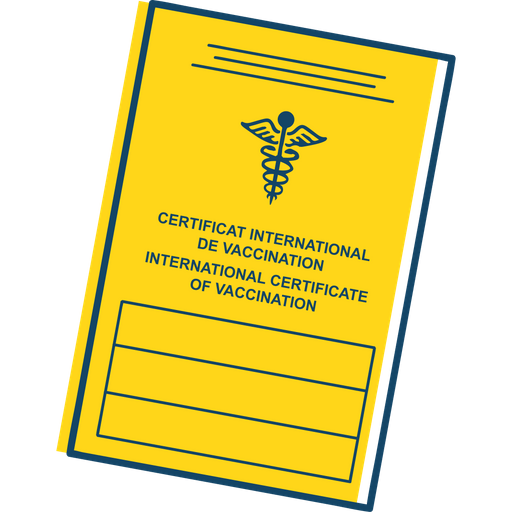 CERTIFICAT INTERNATIONAL
DE VACCINATION
INTERNATIONAL CERTIFICATE
OF VACCINATION